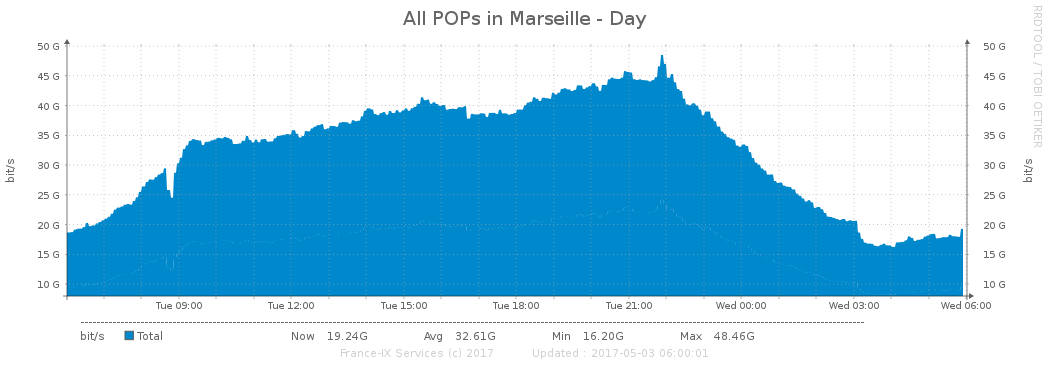 All POPs in Marseille - Day
RRDTOOL / TOBI OETIKER
bit/s
50 G 50 G
45 G 45 G
40 G 40 G
35 G 35 G
30 G 30 G
25 G 25 G
20 G 20 G
15 G 15 G
10 G 10 G
bit/s
Tue 09:00 Tue 12:00 Tue 15:00 Tue 18:00 Tue 21:00 Wed 00:00 Wed 03:00 Wed 06:00
bit/s Total Now 19.24G Avg 32.61G Min 16.20G Max 48.46G
France-IX Services (c) 2017 Updated : 2017-05-03 06:00:01